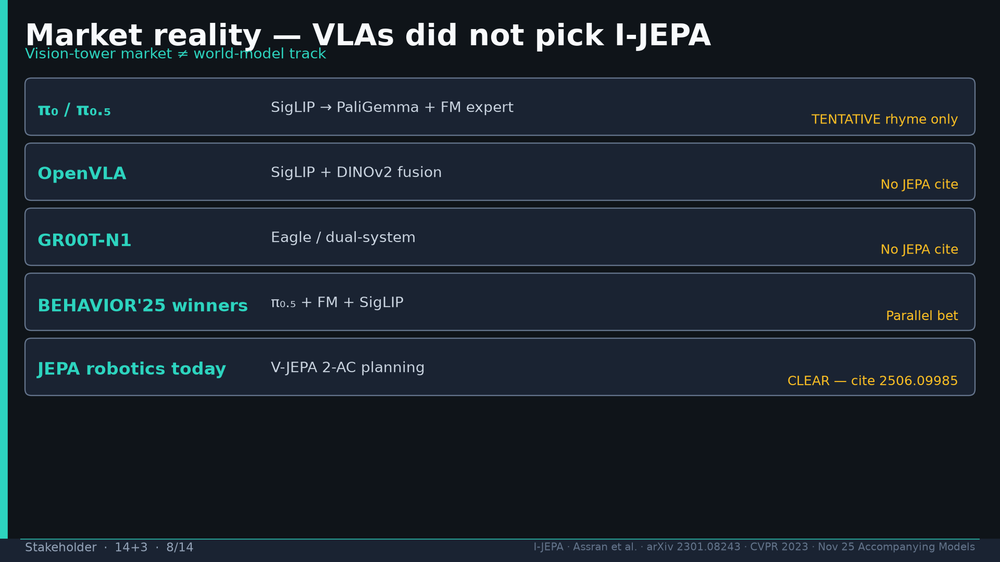 Market reality — VLAs did not pick I-JEPA
Vision-tower market ≠ world-model track
π₀ / π₀.₅
SigLIP → PaliGemma + FM expert
TENTATIVE rhyme only
OpenVLA
SigLIP + DINOv2 fusion
No JEPA cite
GR00T-N1
Eagle / dual-system
No JEPA cite
BEHAVIOR'25 winners
π₀.₅ + FM + SigLIP
Parallel bet
JEPA robotics today
V-JEPA 2-AC planning
CLEAR — cite 2506.09985
Stakeholder · 14+3 · 8/14
I-JEPA · Assran et al. · arXiv 2301.08243 · CVPR 2023 · Nov 25 Accompanying Models